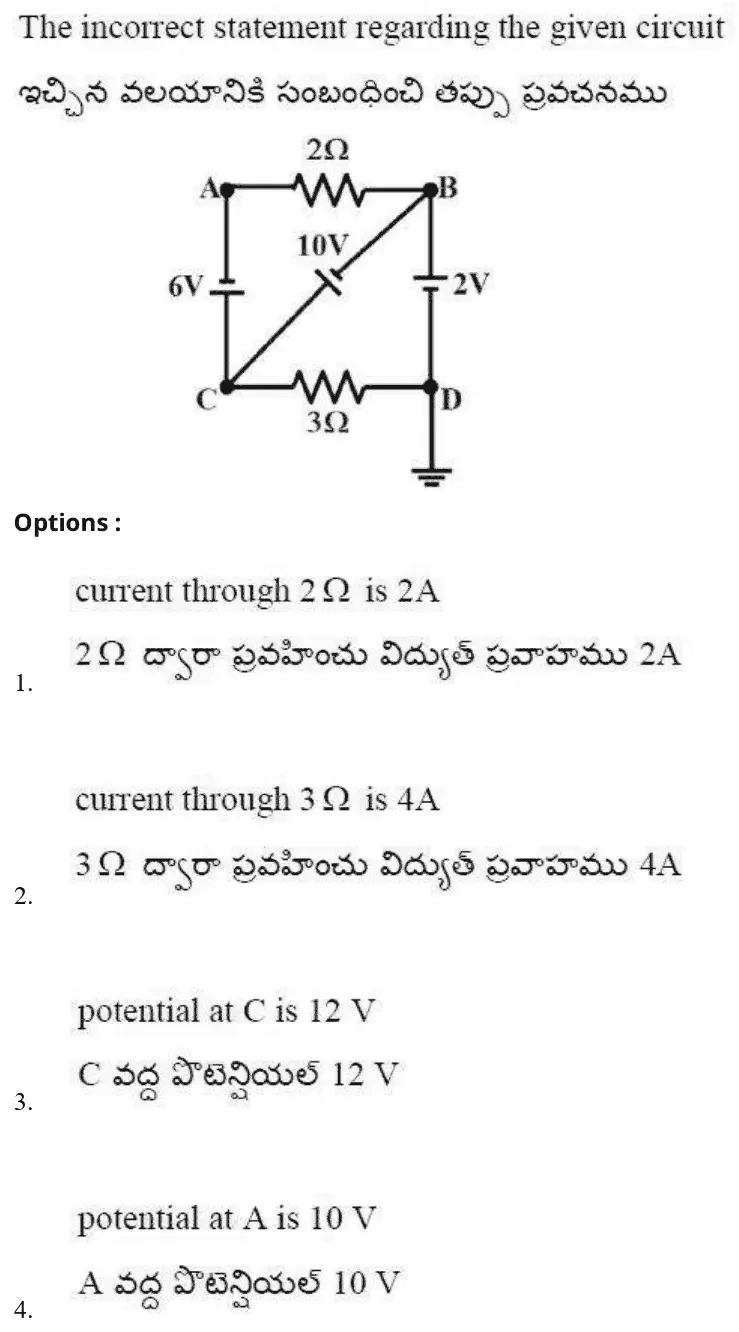 The incorrect statement regarding the given circuit
ఇచ్చిన వలయానికి సంబంధించి తప్పు ప్రవచనము
2Ω
A
B
10V
6V
2V
C
3Ω
D
Options :
current through 2 Ω is 2A
2 Ω ద్వారా ప్రవహించు విద్యుత్ ప్రవాహము 2A
1.
current through 3 Ω is 4A
3 Ω ద్వారా ప్రవహించు విద్యుత్ ప్రవాహము 4A
2.
potential at C is 12 V
C వద్ద పొటెన్షియల్ 12 V
3.
potential at A is 10 V
A వద్ద పొటెన్షియల్ 10 V
4.